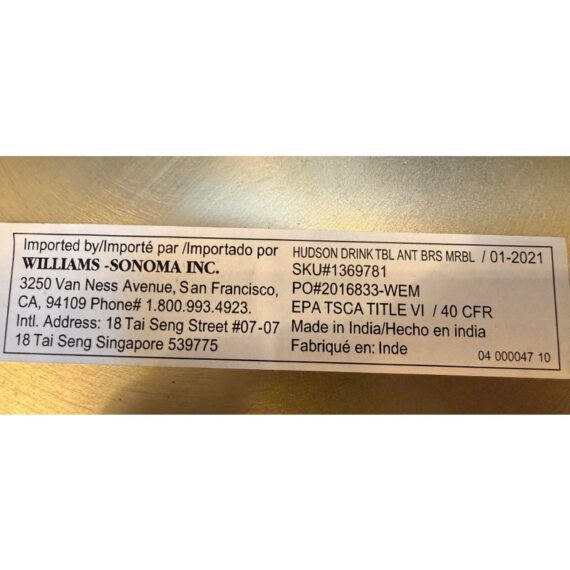 Imported by/Importé par /Importado por
WILLIAMS -SONOMA INC.
3250 Van Ness Avenue, San Francisco,
CA, 94109 Phone# 1.800.993.4923.
Intl. Address: 18 Tai Seng Street #07-07
18 Tai Seng Singapore 539775
HUDSON DRINK TBL ANT BRS MRBL / 01-2021
SKU#1369781
PO#2016833-WEM
EPA TSCA TITLE VI / 40 CFR
Made in India/Hecho en india
Fabriqué en: Inde
04 000047 10